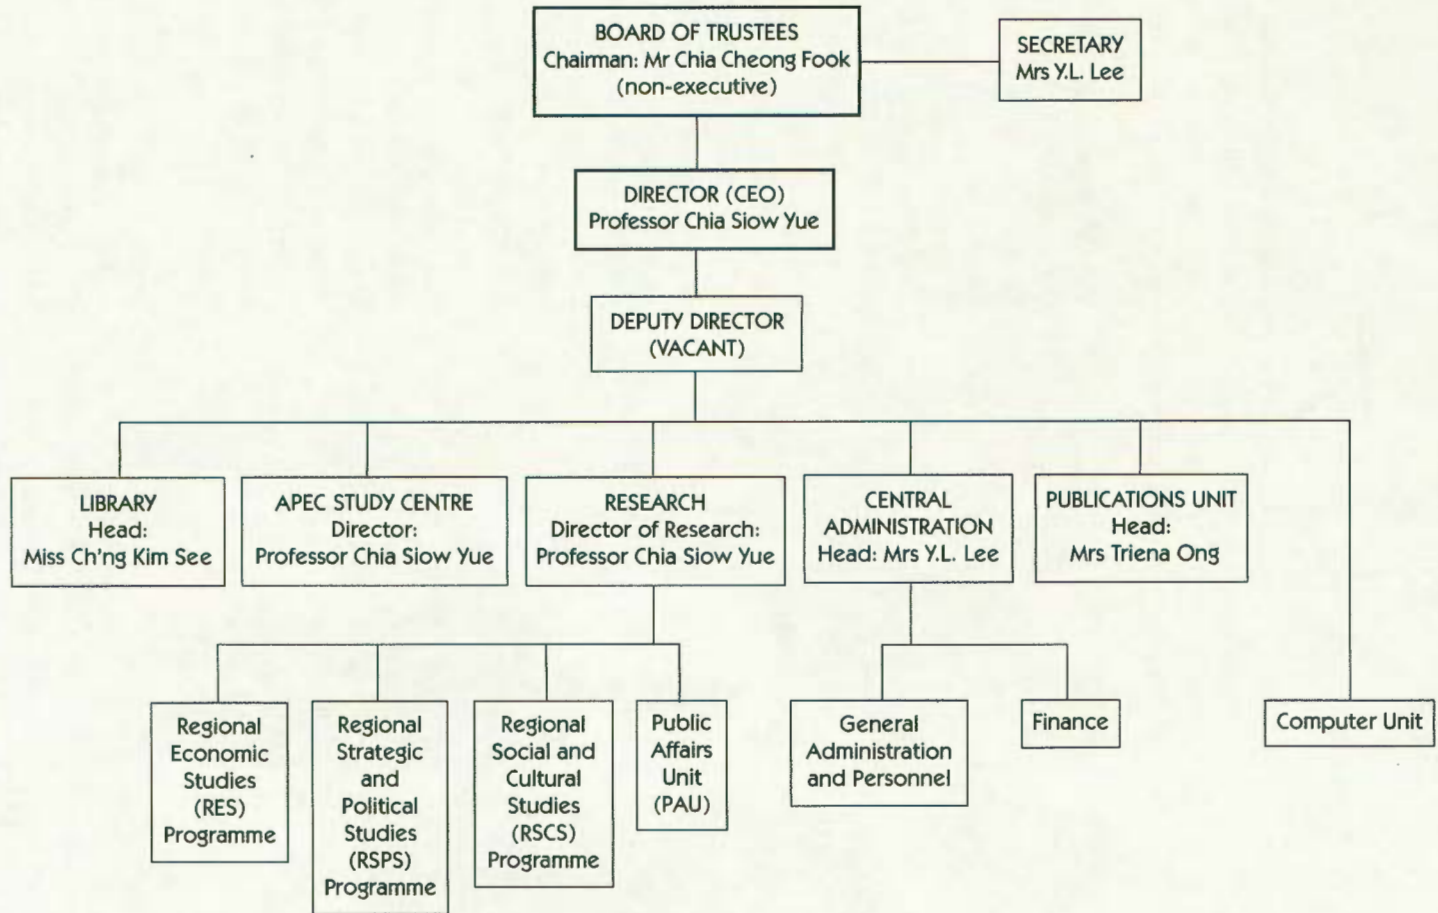 BOARD OF TRUSTEES
Chairman: Mr Chia Cheong Fook
(non-executive)
SECRETARY
Mrs Y.L. Lee
DIRECTOR (CEO)
Professor Chia Siow Yue
DEPUTY DIRECTOR
(VACANT)
LIBRARY
Head:
Miss Ch'ng Kim See
APEC STUDY CENTRE
Director:
Professor Chia Siow Yue
RESEARCH
Director of Research:
Professor Chia Siow Yue
CENTRAL
ADMINISTRATION
Head: Mrs Y.L. Lee
PUBLICATIONS UNIT
Head:
Mrs Triena Ong
Regional
Economic
Studies
(RES)
Programme
Regional
Strategic
and
Political
Studies
(RSPS)
Programme
Regional
Social and
Cultural
Studies
(RSCS)
Programme
Public
Affairs
Unit
(PAU)
General
Administration
and Personnel
Finance
Computer Unit